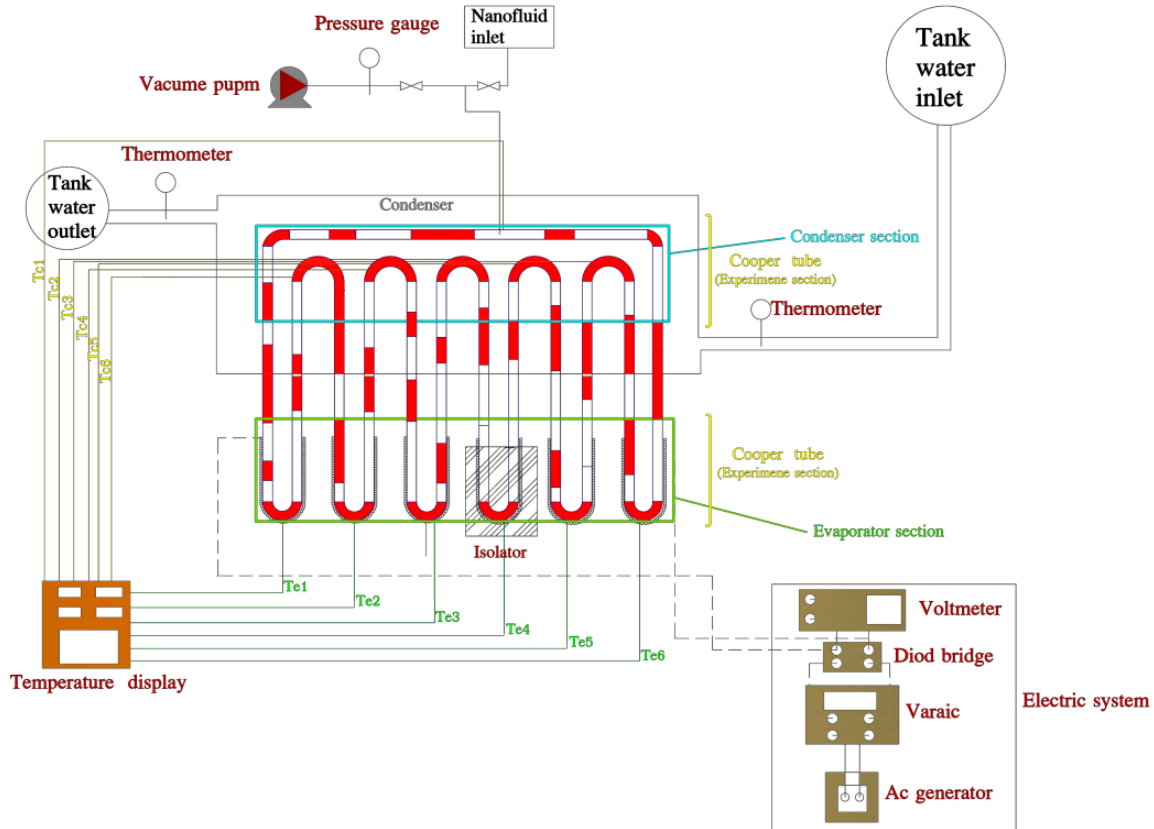 Nanofluid
inlet
Pressure gauge
Vacume pupm
Tank
water
inlet
Thermometer
Tank
water
outlet
Condenser
Condenser section
Cooper tube
(Experimene section)
Thermometer
Tc1
Tc2
Tc3
Tc4
Tc5
Tc6
Cooper tube
(Experimene section)
Evaporator section
Isolator
Te1
Te2
Te3
Te4
Te5
Te6
Temperature display
Voltmeter
Diod bridge
Varaic
Electric system
Ac generator